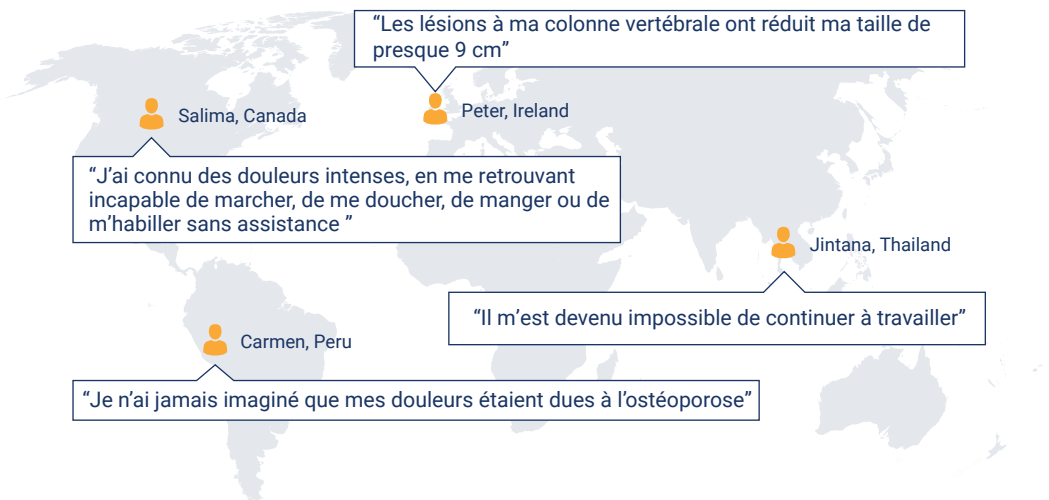 “Les lésions à ma colonne vertébrale ont réduit ma taille de
presque 9 cm”
Salima, Canada
Peter, Ireland
“J’ai connu des douleurs intenses, en me retrouvant
incapable de marcher, de me doucher, de manger ou de
m’habiller sans assistance ”
Jintana, Thailand
“Il m’est devenu impossible de continuer à travailler”
Carmen, Peru
“Je n’ai jamais imaginé que mes douleurs étaient dues à l’ostéoporose”